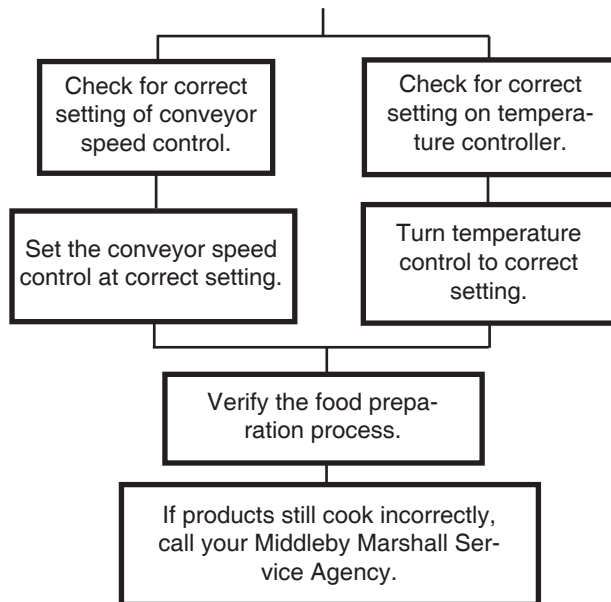 Check for correct
setting of conveyor
speed control.
Check for correct
setting on tempera-
ture controller.
Set the conveyor speed
control at correct setting.
Turn temperature
control to correct
setting.
Verify the food prepa-
ration process.
If products still cook incorrectly,
call your Middleby Marshall Ser-
vice Agency.